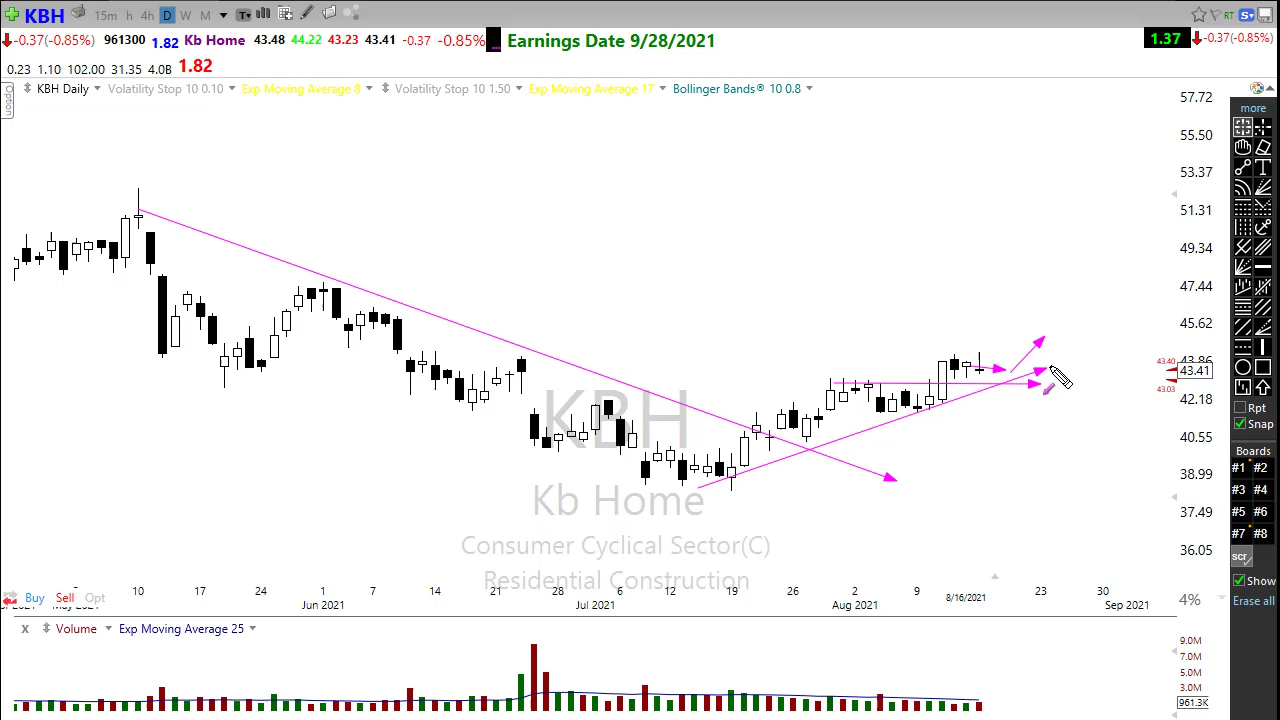 KBH 15m h 4h D W M T RT S
-0.37(-0.85%) 961300 1.82 Kb Home 43.48 44.22 43.23 43.41 -0.37 -0.85% Earnings Date 9/28/2021 1.37 -0.37(-0.85%)
0.23 1.10 102.00 31.35 4.0B 1.82
Option KBH Daily Volatility Stop 10 0.10 Exp Moving Average 8 Volatility Stop 10 1.50 Exp Moving Average 17 Bollinger Bands® 10 0.8
57.72
more
55.50
53.37
51.31
49.34
47.44
45.62
43.86
43.40
43.41
43.03
42.18
Rpt
Snap
KBH
40.55
Boards
#1 #2
38.99
#3 #4
Kb Home
37.49
#5 #6
#7 #8
Consumer Cyclical Sector(C)
36.05
scr
Residential Construction
Show
10 17 24 1 7 14 21 28 6 12 19 26 2 9 8/16/2021 23 30
Buy Sell Opt
4%
Erase all
Jun 2021 Jul 2021 Aug 2021 Sep 2021
x Volume Exp Moving Average 25
9.0M
7.0M
5.0M
3.0M
961.3K